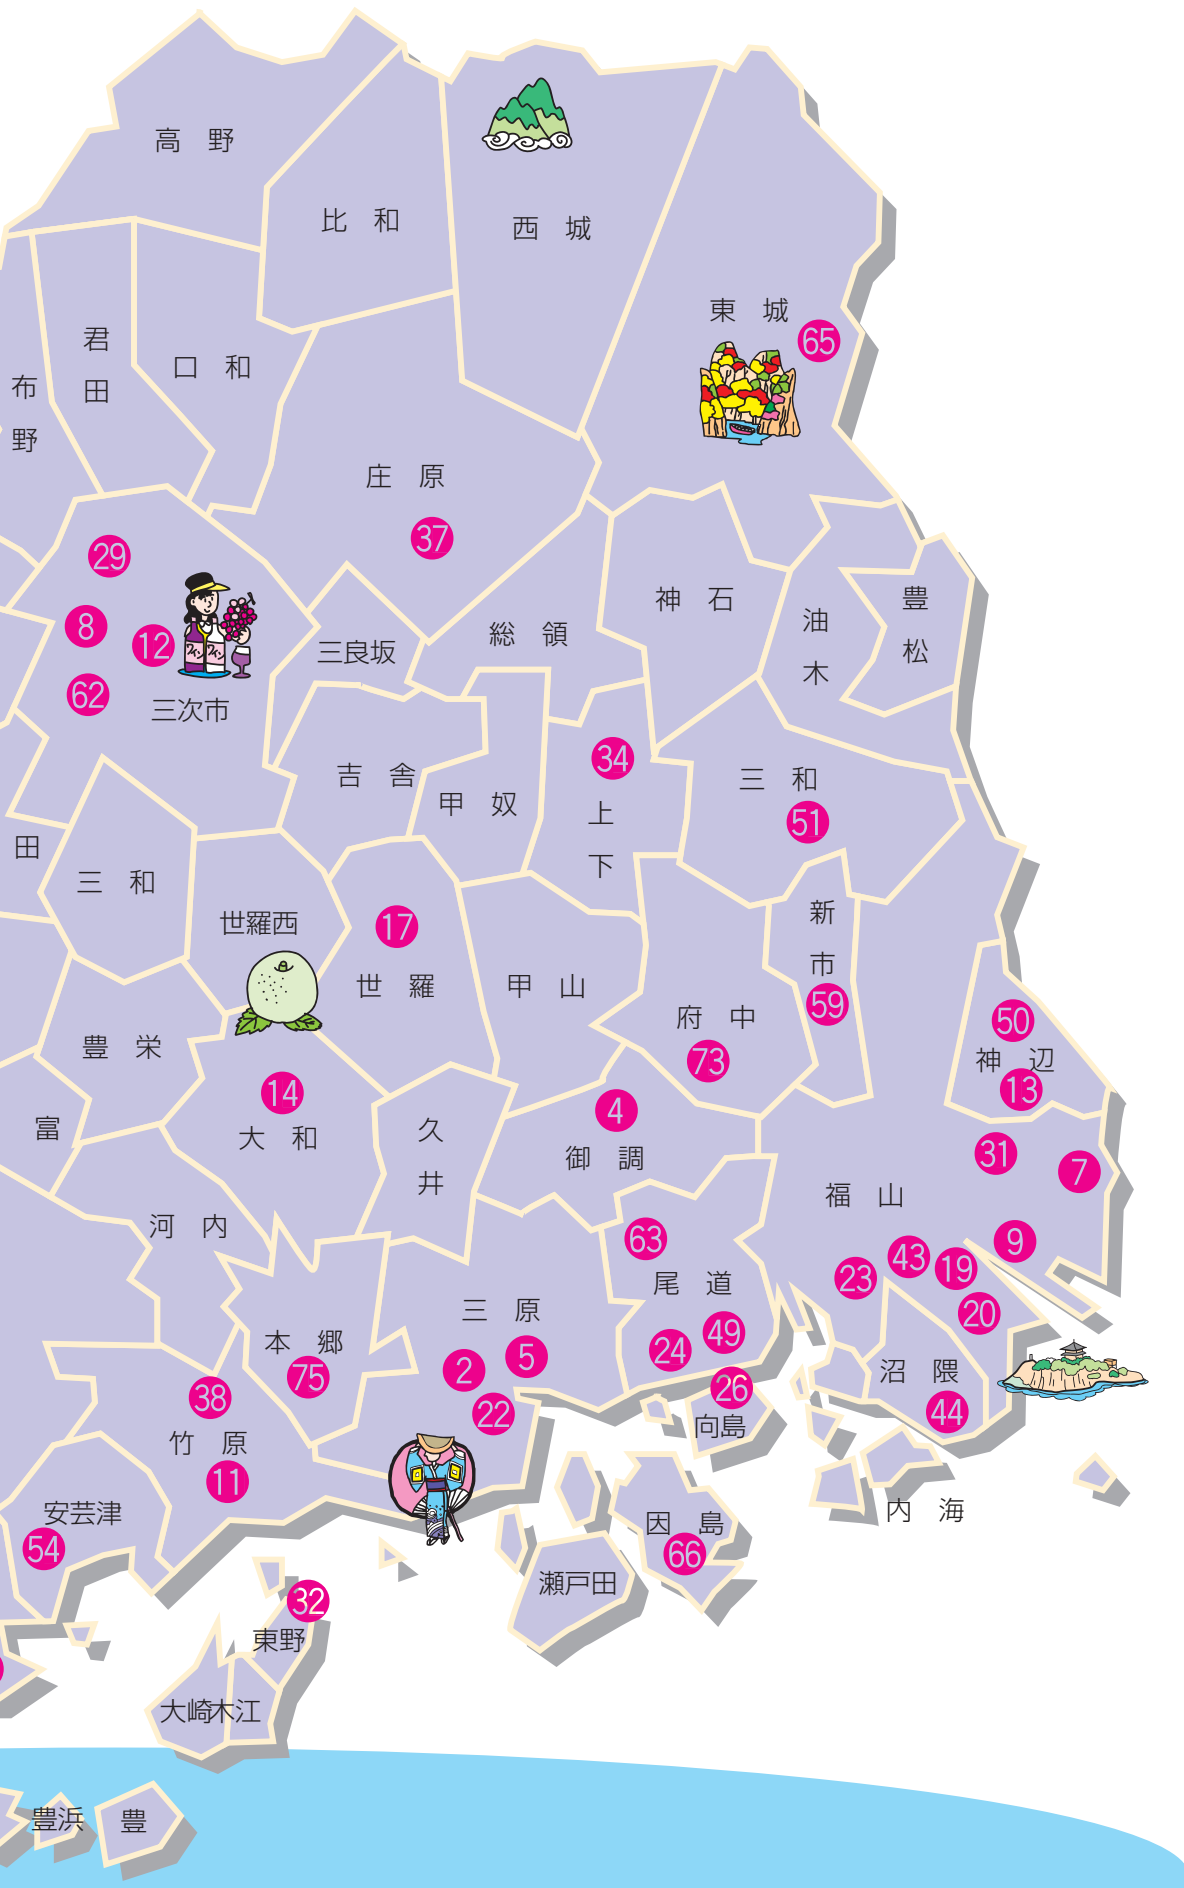 高 野
比 和
西 城
東 城
65
君田
口 和
布野
庄 原
37
29
8
12
ワイン
ワイン
62
三次市
三良坂
総 領
神 石
油木
豊松
吉 舎
甲 奴
34
上下
三 和
51
田
三 和
世羅西
17
世 羅
甲 山
新市
59
府 中
73
50
神 辺
13
豊 栄
14
大 和
富
久井
4
御 調
31
7
福 山
河 内
63
尾 道
9
43
19
23
20
三 原
本 郷
75
2
5
22
24
49
26
向島
沼 隈
44
38
竹 原
11
内 海
安芸津
54
因 島
66
瀬戸田
32
東野
大崎
木江
豊浜
豊